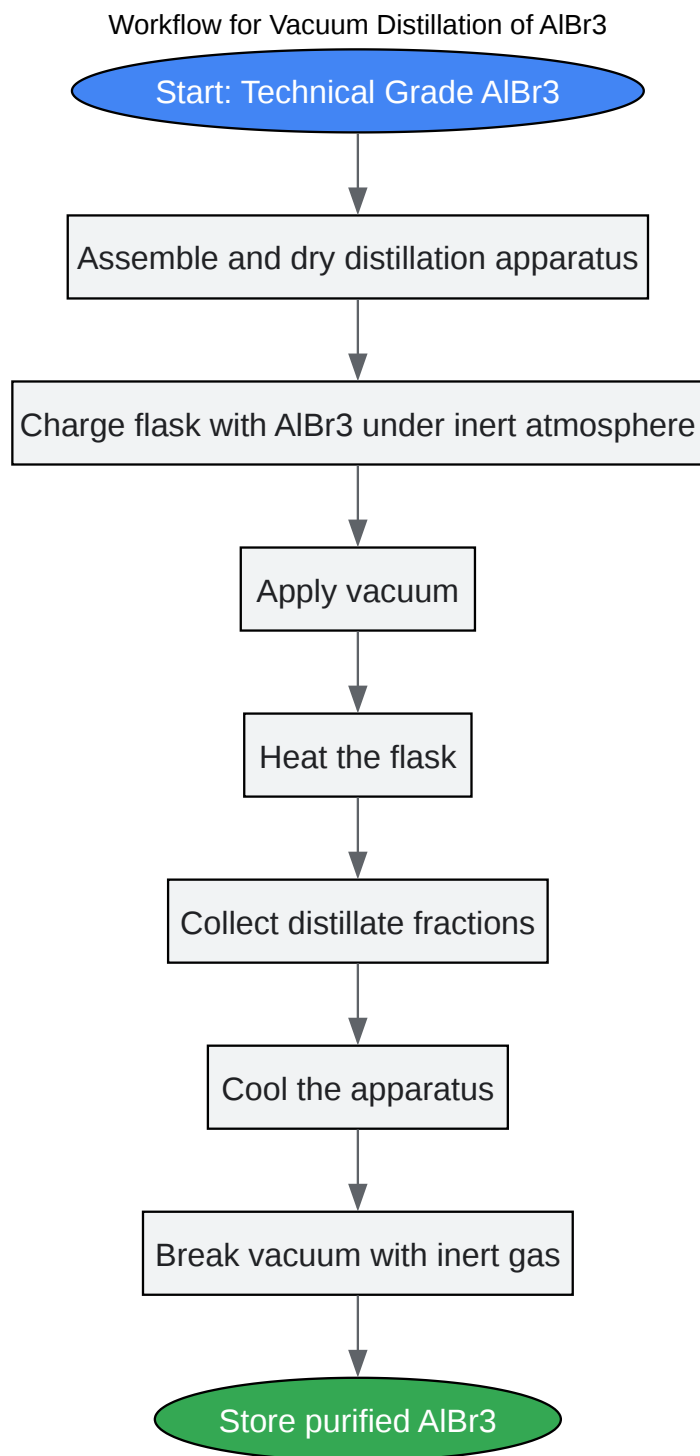 Workflow for Vacuum Distillation of AlBr3
Start: Technical Grade AlBr3
Assemble and dry distillation apparatus
Charge flask with AlBr3 under inert atmosphere
Apply vacuum
Heat the flask
Collect distillate fractions
Cool the apparatus
Break vacuum with inert gas
Store purified AlBr3